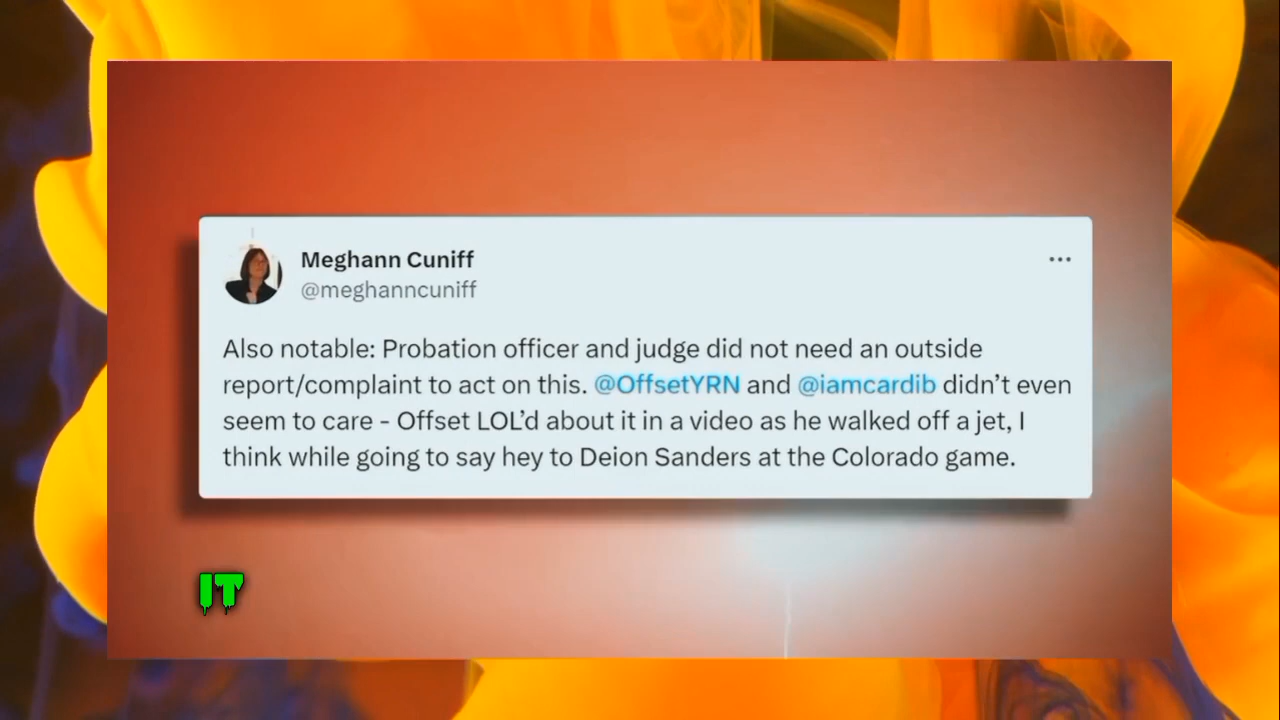 Meghann Cuniff
@meghanncuniff
Also notable: Probation officer and judge did not need an outside
report/complaint to act on this. @OffsetYRN and @iamcardib didn’t even
seem to care - Offset LOL’d about it in a video as he walked off a jet, I
think while going to say hey to Deion Sanders at the Colorado game.
IT